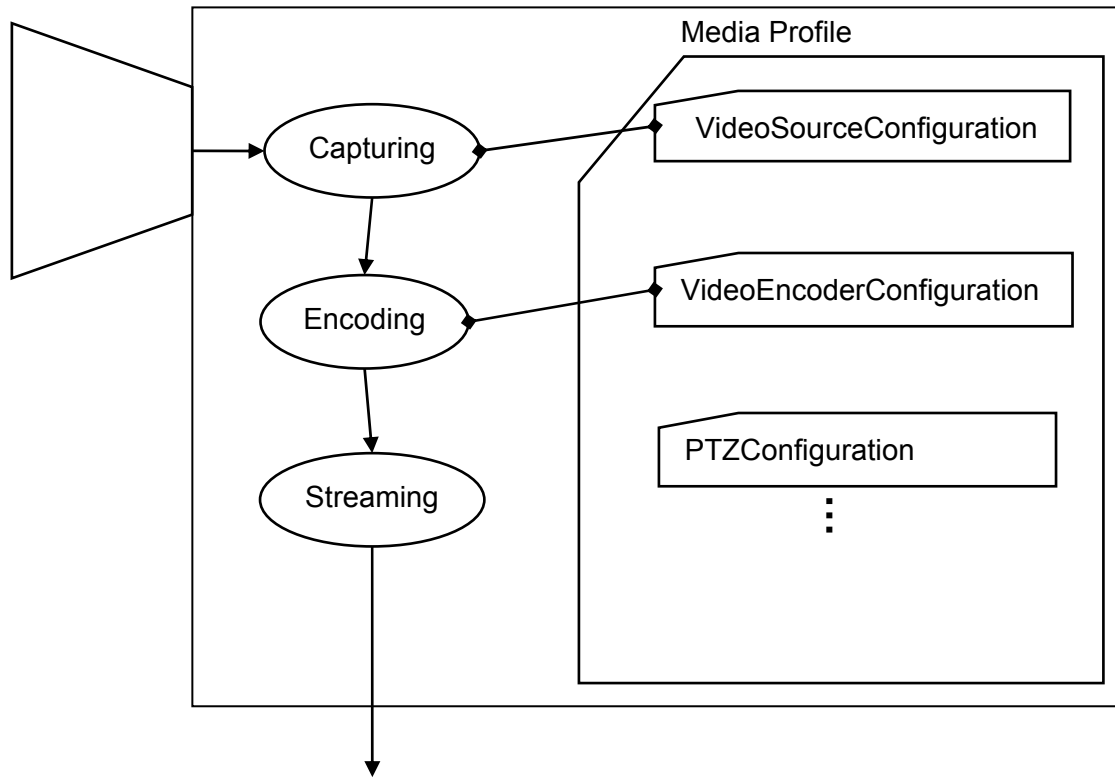 Media Profile
Capturing
VideoSourceConfiguration
Encoding
VideoEncoderConfiguration
PTZConfiguration
Streaming